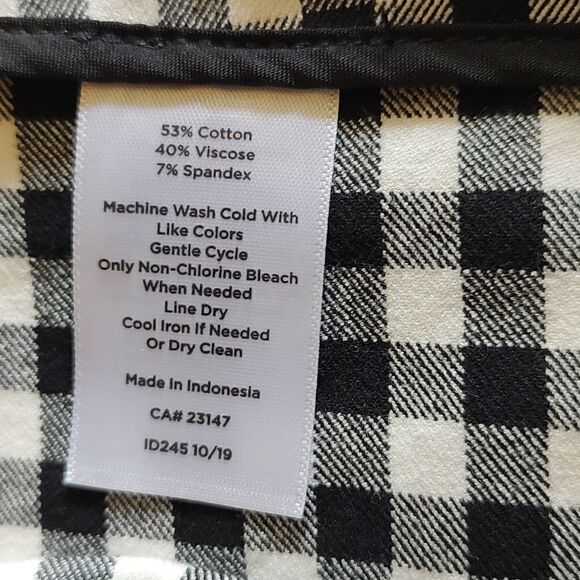 53% Cotton
40% Viscose
7% Spandex
Machine Wash Cold With
Like Colors
Gentle Cycle
Only Non-Chlorine Bleach
When Needed
Line Dry
Cool Iron If Needed
Or Dry Clean
Made In Indonesia
CA# 23147
ID245 10/19